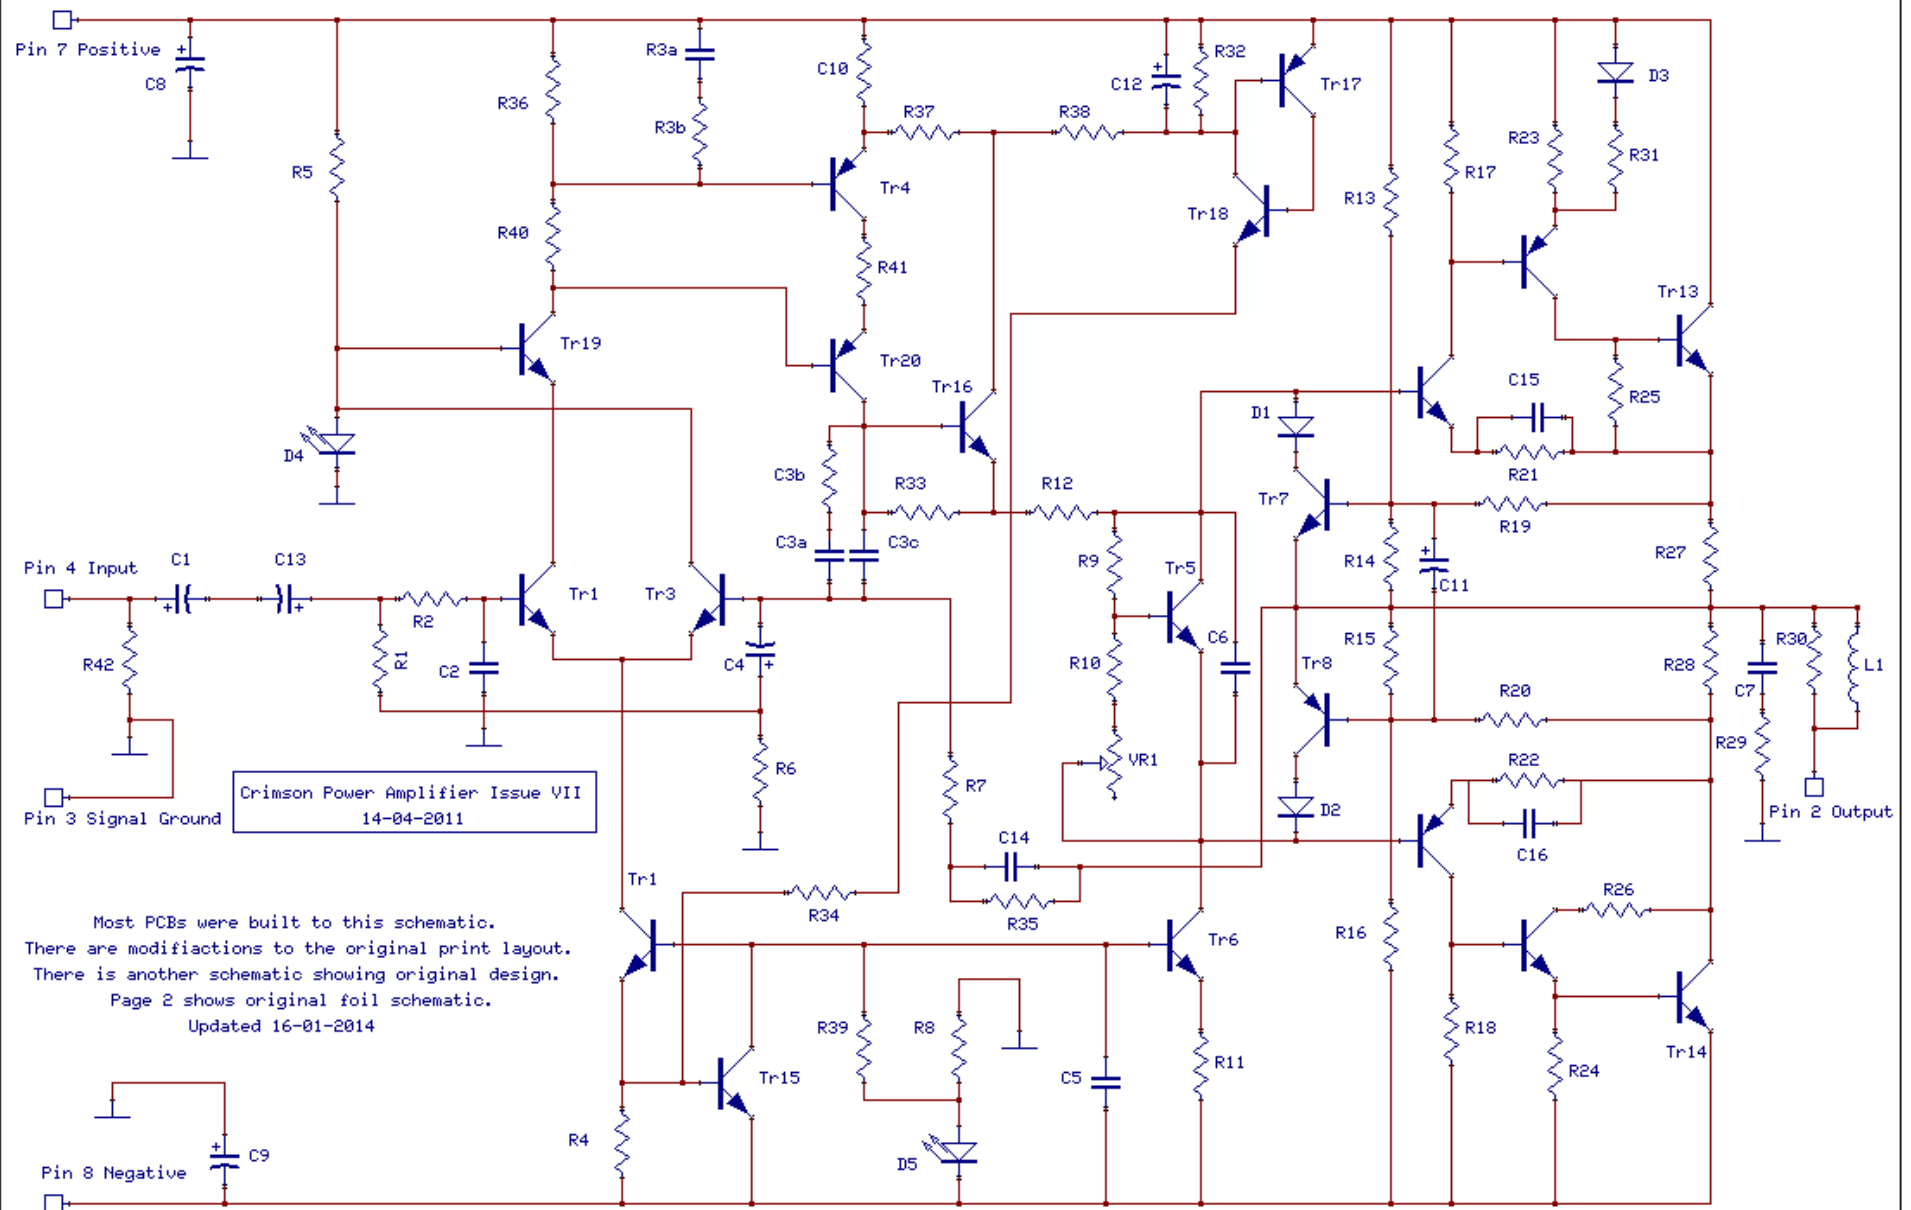 Pin 7 Positive
C8
R5
R36
R3a
R3b
C10
R37
R38
C12
R32
Tr17
R13
R17
R23
D3
R31
Tr4
Tr18
R40
R41
Tr13
Tr19
Tr20
Tr16
D1
C15
R25
R21
D4
C3b
R33
R12
Tr7
R19
C3a
C3c
R9
Tr5
R14
C11
R27
Pin 4 Input
C1
C13
R2
Tr1
Tr3
R42
R1
C2
C4
R10
C6
Tr8
R15
R28
C7
R30
L1
R20
R29
R6
R7
VR1
R22
D2
C16
Pin 2 Output
Crimson Power Amplifier Issue VII
14-04-2011
Pin 3 Signal Ground
C14
R35
Tr1
R34
R26
R16
Tr6
Most PCBs were built to this schematic.
There are modifiactions to the original print layout.
There is another schematic showing original design.
Page 2 shows original foil schematic.
Updated 16-01-2014
R39
R8
R18
Tr14
R11
R24
Tr15
C5
R4
D5
C9
Pin 8 Negative